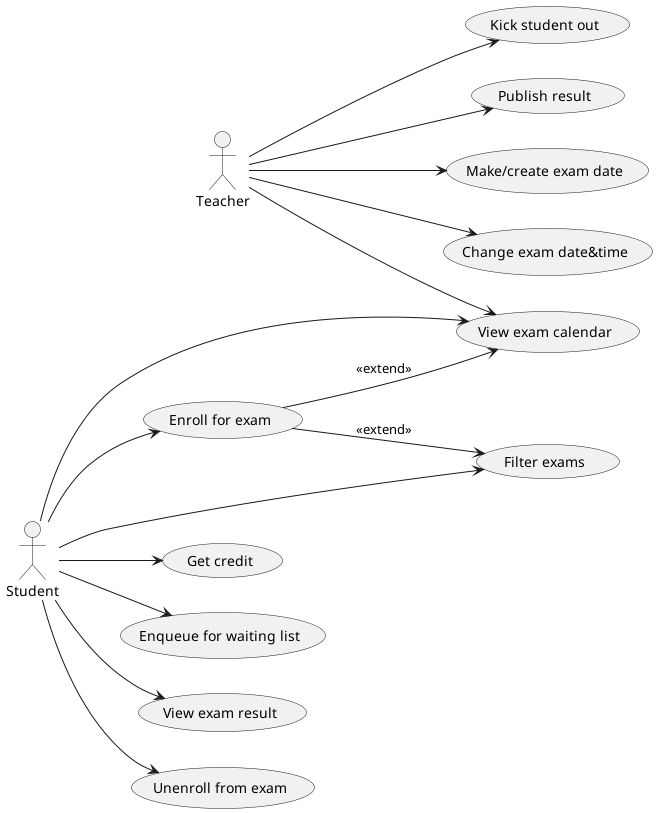 Kick student out
Publish result
Teacher
Make/create exam date
Change exam date&time
View exam calendar
«extend»
Enroll for exam
«extend»
Filter exams
Student
Get credit
Enqueue for waiting list
View exam result
Unenroll from exam